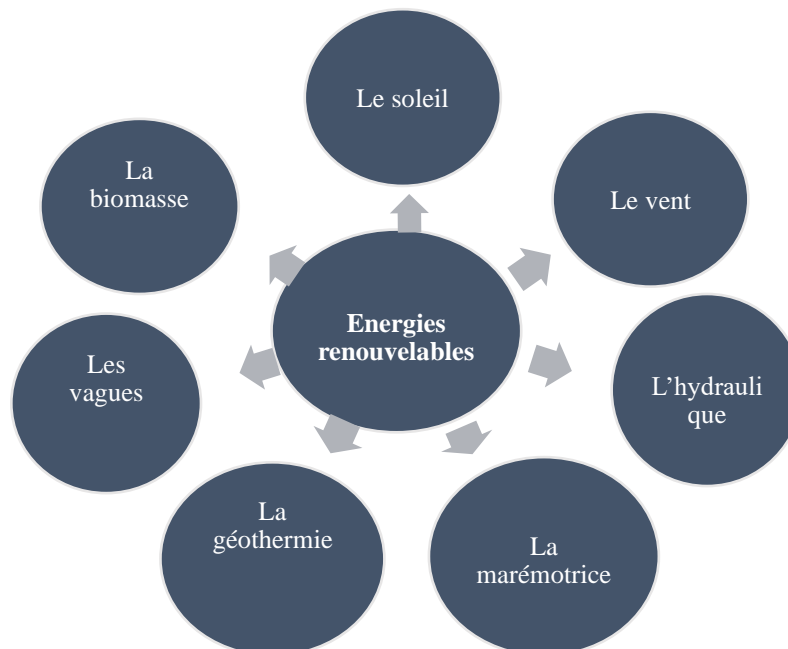 Le soleil
La
biomasse
Le vent
Energies
renouvelables
Les
vagues
L’hydrauli
que
La
géothermie
La
marémotrice